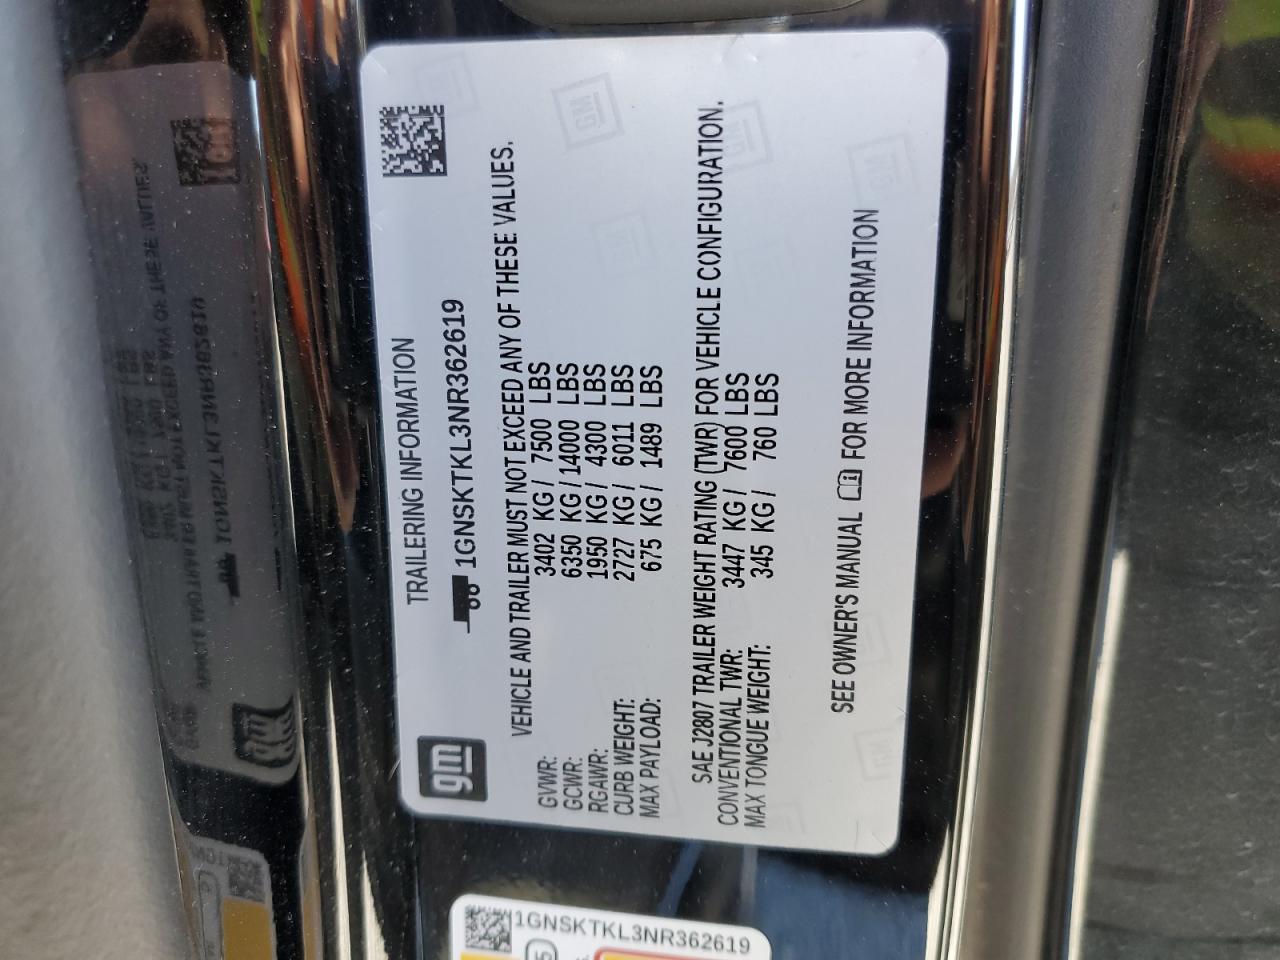 gm
TRAILERING INFORMATION
1GNSKTKL3NR362619
VEHICLE AND TRAILER MUST NOT EXCEED ANY OF THESE VALUES.
GVWR: 3402 KG / 7500 LBS
GCWR: 6350 KG / 14000 LBS
RGAWR: 1950 KG / 4300 LBS
CURB WEIGHT: 2727 KG / 6011 LBS
MAX PAYLOAD: 675 KG / 1489 LBS
SAE J2807 TRAILER WEIGHT RATING (TWR) FOR VEHICLE CONFIGURATION.
CONVENTIONAL TWR: 3447 KG / 7600 LBS
MAX TONGUE WEIGHT: 345 KG / 760 LBS
SEE OWNER'S MANUAL FOR MORE INFORMATION
1GNSKTKL3NR362619